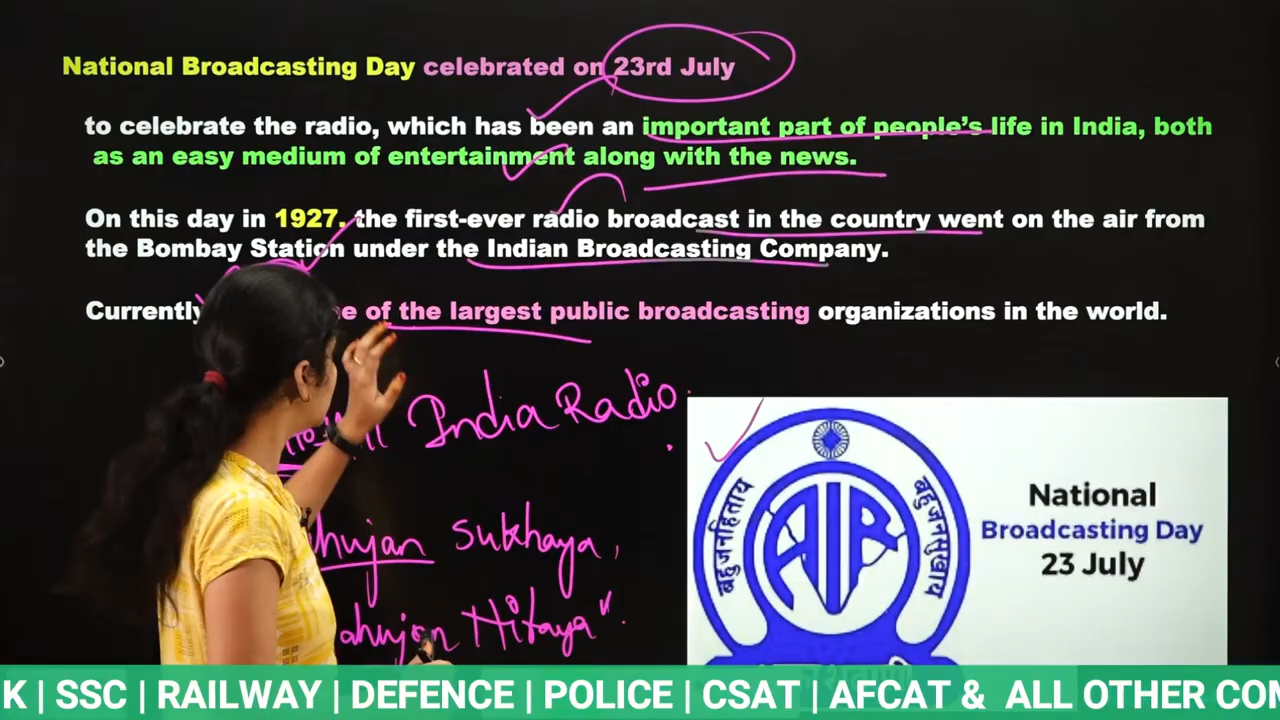 National Broadcasting Day celebrated on 23rd July
to celebrate the radio, which has been an important part of people's life in India, both
as an easy medium of entertainment along with the news.
On this day in 1927. the first-ever radio broadcast in the country went on the air from
the Bombay Station under the Indian Broadcasting Company.
Currently of the largest public broadcasting organizations in the world.
India Radio
Sukhaya,
Hitaya".
बहुजनहिताय
AIR
बहुजनसुखाय
National
Broadcasting Day
23 July
K | SSC | RAILWAY | DEFENCE | POLICE | CSAT | AFCAT & ALL OTHER COM